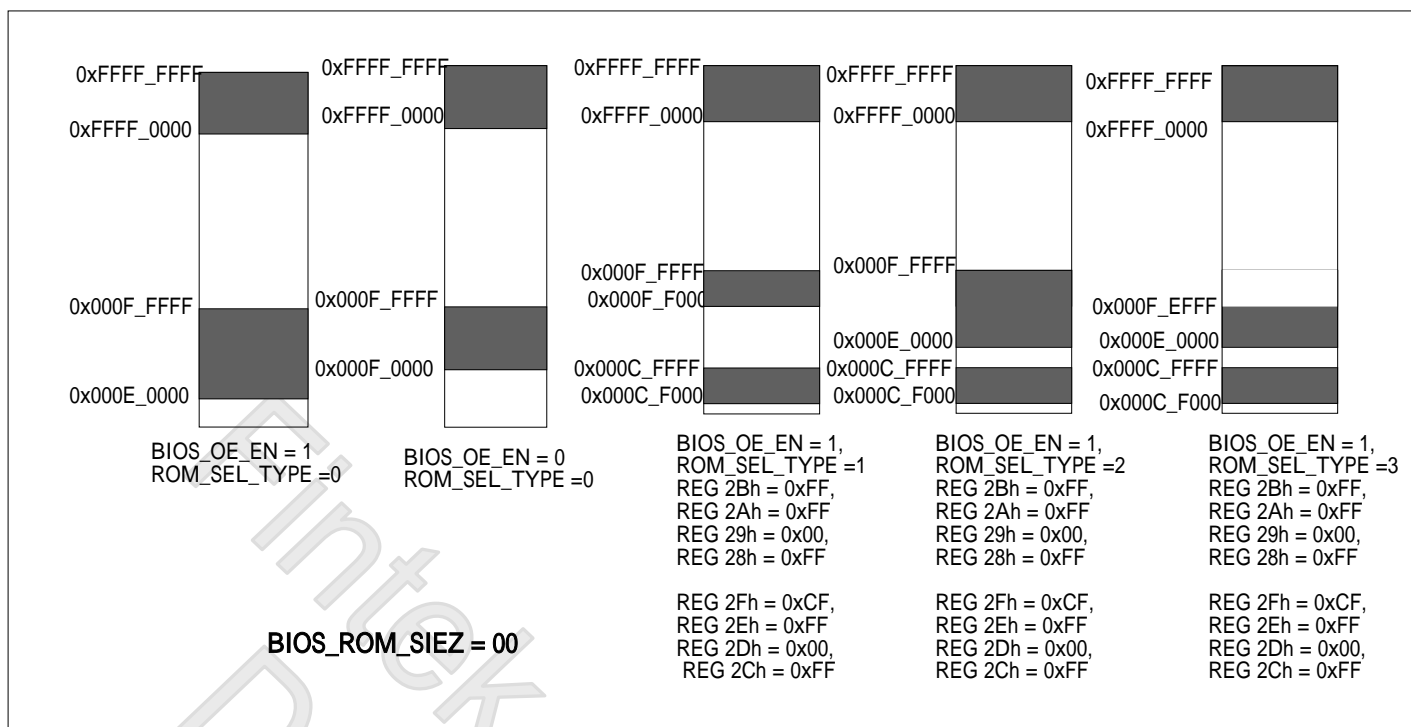 0xFFFF_FFFF
0xFFFF_0000
0x000F_FFFF
0x000E_0000
BIOS_OE_EN = 1
ROM_SEL_TYPE =0
0xFFFF_FFFF
0xFFFF_0000
0x000F_FFFF
0x000F_0000
BIOS_OE_EN = 0
ROM_SEL_TYPE =0
0xFFFF_FFFF
0xFFFF_0000
0x000F_FFFF
0x000F_F000
0x000C_FFFF
0x000C_F000
BIOS_OE_EN = 1,
ROM_SEL_TYPE =1
REG 2Bh = 0xFF,
REG 2Ah = 0xFF
REG 29h = 0x00,
REG 28h = 0xFF
REG 2Fh = 0xCF,
REG 2Eh = 0xFF
REG 2Dh = 0x00,
REG 2Ch = 0xFF
0xFFFF_FFFF
0xFFFF_0000
0x000F_FFFF
0x000E_0000
0x000C_FFFF
0x000C_F000
BIOS_OE_EN = 1,
ROM_SEL_TYPE =2
REG 2Bh = 0xFF,
REG 2Ah = 0xFF
REG 29h = 0x00,
REG 28h = 0xFF
REG 2Fh = 0xCF,
REG 2Eh = 0xFF
REG 2Dh = 0x00,
REG 2Ch = 0xFF
0xFFFF_FFFF
0xFFFF_0000
0x000F_EFFF
0x000E_0000
0x000C_FFFF
0x000C_F000
BIOS_OE_EN = 1,
ROM_SEL_TYPE =3
REG 2Bh = 0xFF,
REG 2Ah = 0xFF
REG 29h = 0x00,
REG 28h = 0xFF
REG 2Fh = 0xCF,
REG 2Eh = 0xFF
REG 2Dh = 0x00,
REG 2Ch = 0xFF
BIOS_ROM_SIEZ = 00
Fintek